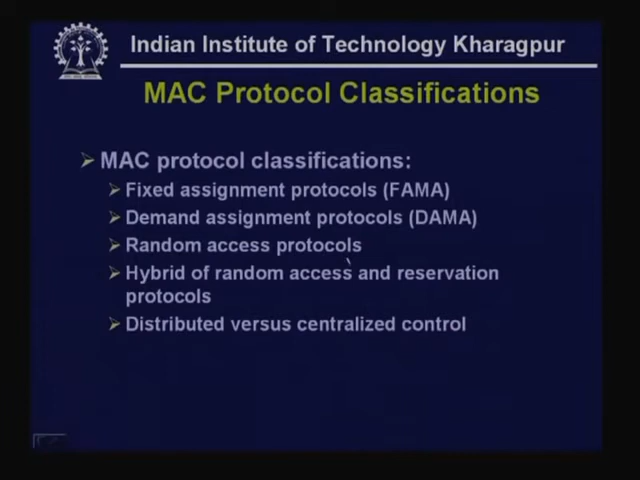 Indian Institute of Technology Kharagpur
MAC Protocol Classifications
MAC protocol classifications:
Fixed assignment protocols (FAMA)
Demand assignment protocols (DAMA)
Random access protocols
Hybrid of random access and reservation
protocols
Distributed versus centralized control